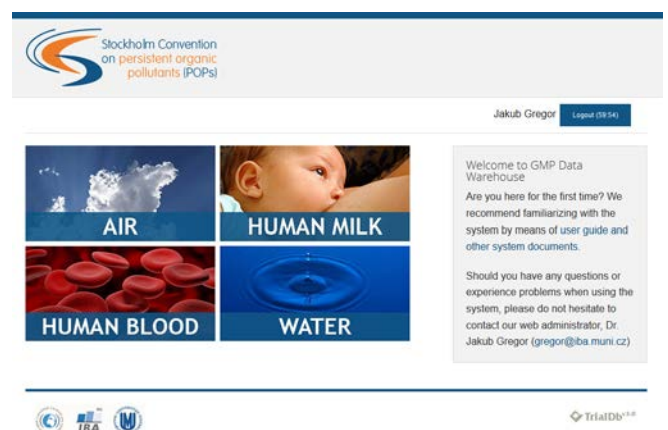 Stockholm Convention
on persistent organic
pollutants (POPs)
Jakub Gregor
Logout (59:54)
AIR
HUMAN MILK
HUMAN BLOOD
WATER
Welcome to GMP Data
Warehouse
Are you here for the first time? We
recommend familiarizing with the
system by means of user guide and
other system documents.
Should you have any questions or
experience problems when using the
system, please do not hesitate to
contact our web administrator, Dr.
Jakub Gregor (gregor@iba.muni.cz)
IBA
TrialDb